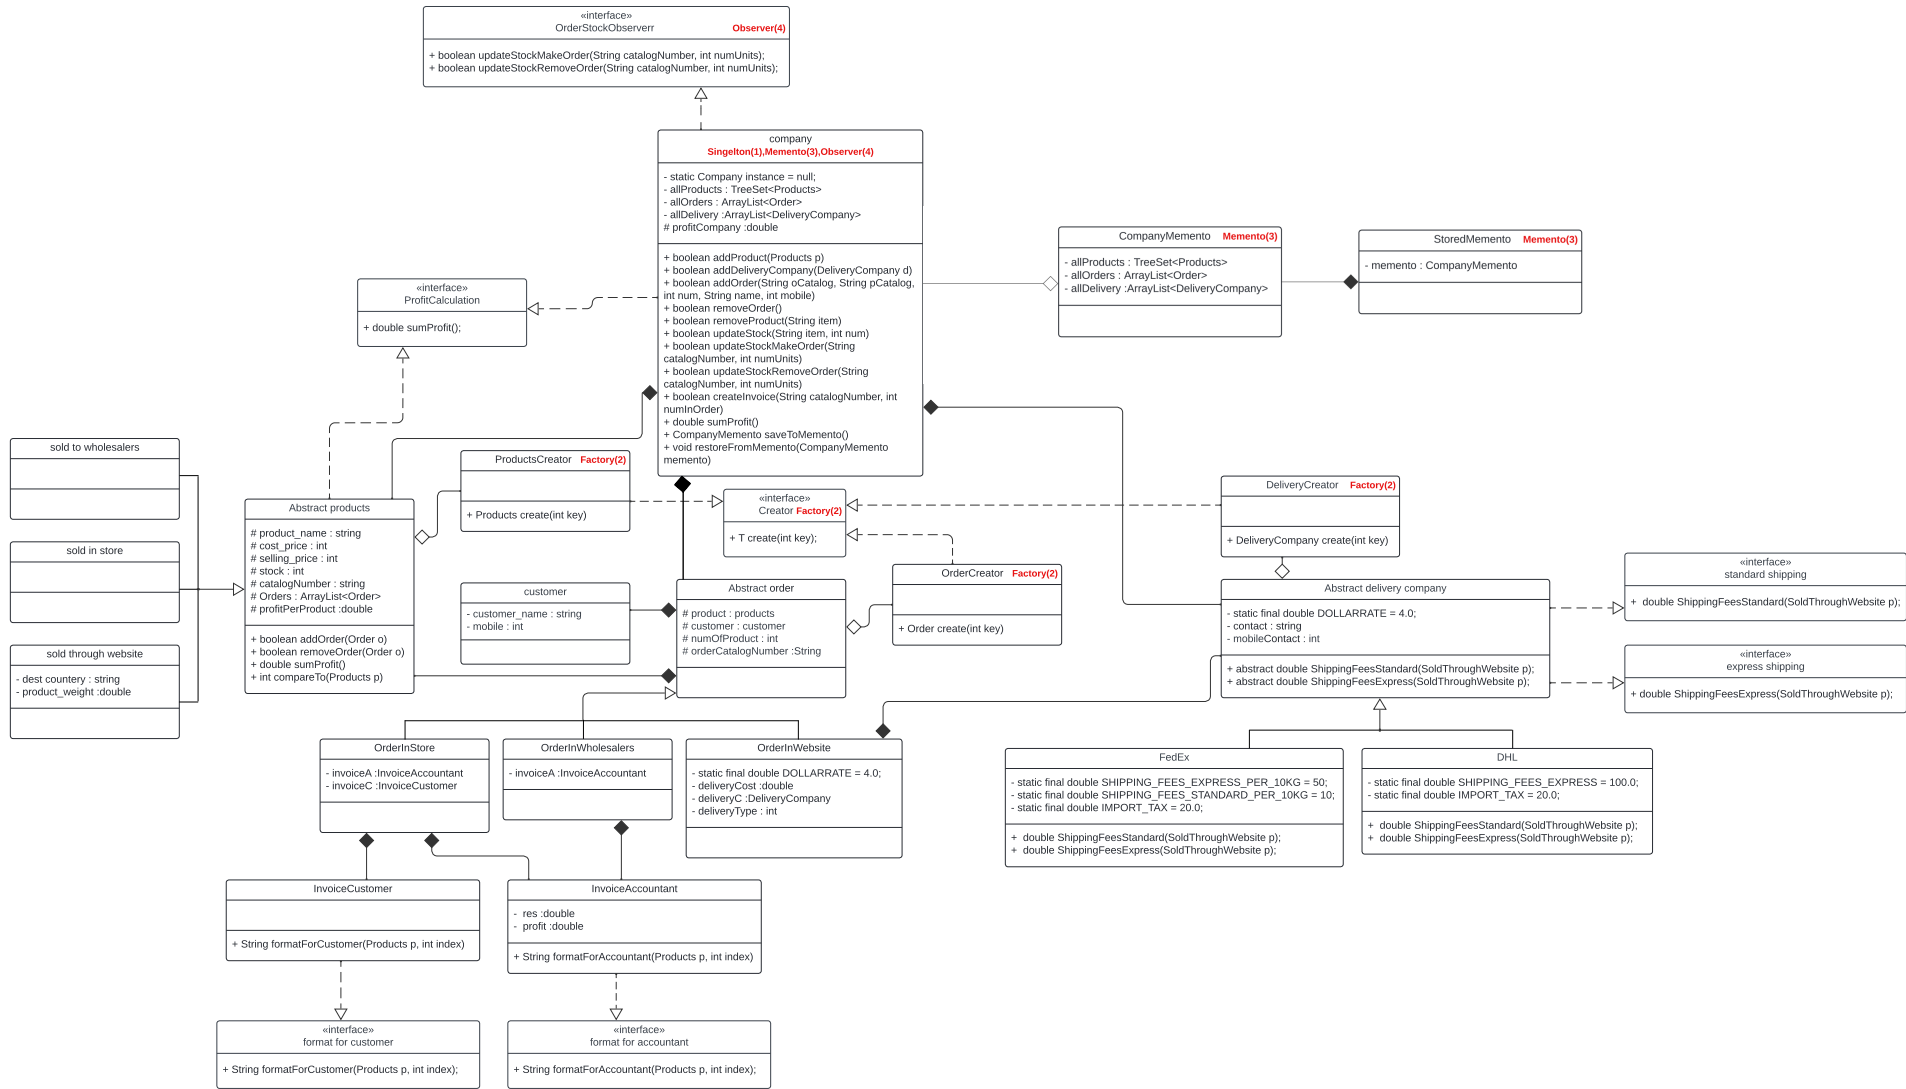 «interface»
OrderStockObserverr
Observer(4)
+ boolean updateStockMakeOrder(String catalogNumber, int numUnits);
+ boolean updateStockRemoveOrder(String catalogNumber, int numUnits);
company
Singelton(1),Memento(3),Observer(4)
- static Company instance = null;
- allProducts : TreeSet<Products>
- allOrders : ArrayList<Order>
- allDelivery :ArrayList<DeliveryCompany>
# profitCompany :double
+ boolean addProduct(Products p)
+ boolean addDeliveryCompany(DeliveryCompany d)
+ boolean addOrder(String oCatalog, String pCatalog,
int num, String name, int mobile)
+ boolean removeOrder()
+ boolean removeProduct(String item)
+ boolean updateStock(String item, int num)
+ boolean updateStockMakeOrder(String
catalogNumber, int numUnits)
+ boolean updateStockRemoveOrder(String
catalogNumber, int numUnits)
+ boolean createInvoice(String catalogNumber, int
numInOrder)
+ double sumProfit()
+ CompanyMemento saveToMemento()
+ void restoreFromMemento(CompanyMemento
memento)
CompanyMemento Memento(3)
- allProducts : TreeSet<Products>
- allOrders : ArrayList<Order>
- allDelivery :ArrayList<DeliveryCompany>
StoredMemento Memento(3)
- memento : CompanyMemento
«interface»
ProfitCalculation
+ double sumProfit();
sold to wholesalers
sold in store
sold through website
- dest countery : string
- product_weight :double
Abstract products
# product_name : string
# cost_price : int
# selling_price : int
# stock : int
# catalogNumber : string
# Orders : ArrayList<Order>
# profitPerProduct :double
+ boolean addOrder(Order o)
+ boolean removeOrder(Order o)
+ double sumProfit()
+ int compareTo(Products p)
ProductsCreator Factory(2)
+ Products create(int key)
«interface»
Creator Factory(2)
+ T create(int key);
DeliveryCreator Factory(2)
+ DeliveryCompany create(int key)
customer
- customer_name : string
- mobile : int
Abstract order
# product : products
# customer : customer
# numOfProduct : int
# orderCatalogNumber :String
OrderCreator Factory(2)
+ Order create(int key)
Abstract delivery company
- static final double DOLLARRATE = 4.0;
- contact : string
- mobileContact : int
+ abstract double ShippingFeesStandard(SoldThroughWebsite p);
+ abstract double ShippingFeesExpress(SoldThroughWebsite p);
«interface»
standard shipping
+ double ShippingFeesStandard(SoldThroughWebsite p);
«interface»
express shipping
+ double ShippingFeesExpress(SoldThroughWebsite p);
OrderInStore
- invoiceA :InvoiceAccountant
- invoiceC :InvoiceCustomer
OrderInWholesalers
- invoiceA :InvoiceAccountant
OrderInWebsite
- static final double DOLLARRATE = 4.0;
- deliveryCost :double
- deliveryC :DeliveryCompany
- deliveryType : int
FedEx
- static final double SHIPPING_FEES_EXPRESS_PER_10KG = 50;
- static final double SHIPPING_FEES_STANDARD_PER_10KG = 10;
- static final double IMPORT_TAX = 20.0;
+ double ShippingFeesStandard(SoldThroughWebsite p);
+ double ShippingFeesExpress(SoldThroughWebsite p);
DHL
- static final double SHIPPING_FEES_EXPRESS = 100.0;
- static final double IMPORT_TAX = 20.0;
+ double ShippingFeesStandard(SoldThroughWebsite p);
+ double ShippingFeesExpress(SoldThroughWebsite p);
InvoiceCustomer
+ String formatForCustomer(Products p, int index)
InvoiceAccountant
- res :double
- profit :double
+ String formatForAccountant(Products p, int index)
«interface»
format for customer
+ String formatForCustomer(Products p, int index);
«interface»
format for accountant
+ String formatForAccountant(Products p, int index);